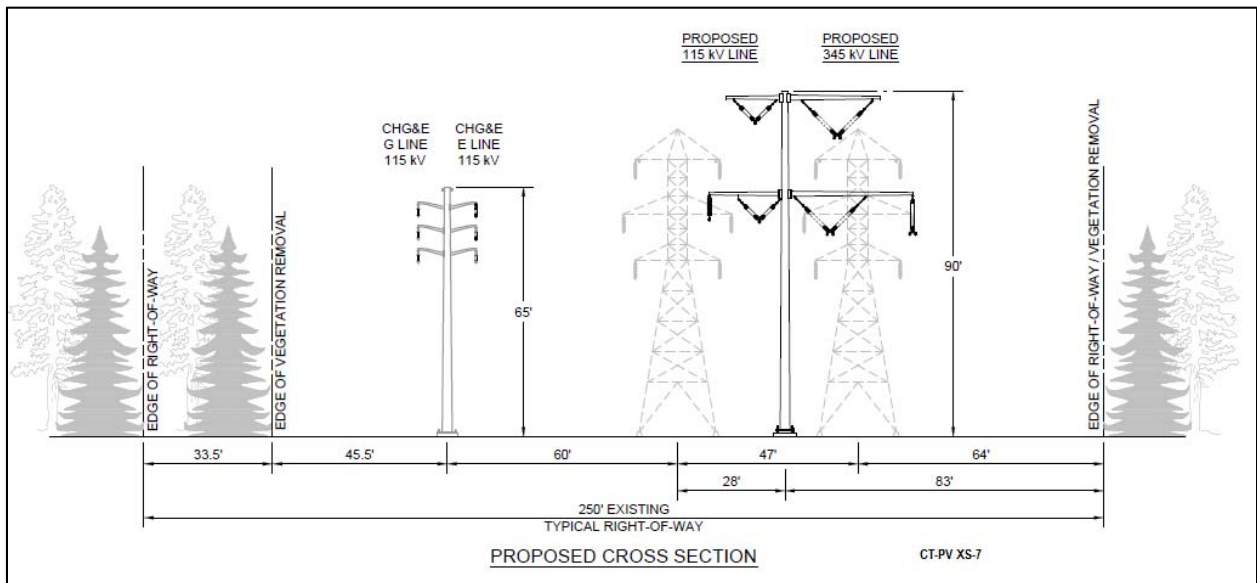 PROPOSED
115 kV LINE
PROPOSED
345 kV LINE
CHG&E
G LINE
115 kV
CHG&E
E LINE
115 kV
EDGE OF RIGHT-OF-WAY
EDGE OF VEGETATION REMOVAL
65'
90'
EDGE OF RIGHT-OF-WAY / VEGETATION REMOVAL
33.5'
45.5'
60'
47'
64'
28'
83'
250' EXISTING
TYPICAL RIGHT-OF-WAY
PROPOSED CROSS SECTION
CT-PV XS-7